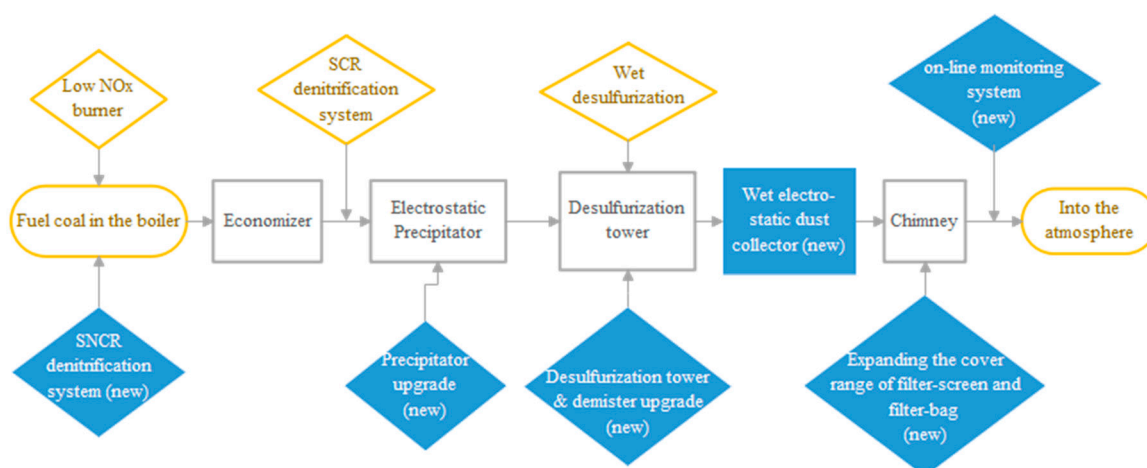 Low NOx
burner
SCR
denitrification
system
Wet
desulfurization
on-line monitoring
system
(new)
Fuel coal in the boiler
Economizer
Electrostatic
Precipitator
Desulfurization
tower
Wet electro-
static dust
collector (new)
Chimney
Into the
atmosphere
SNCR
denitrification
system (new)
Precipitator
upgrade
(new)
Desulfurization tower
& demister upgrade
(new)
Expanding the cover
range of filter-screen and
filter-bag
(new)